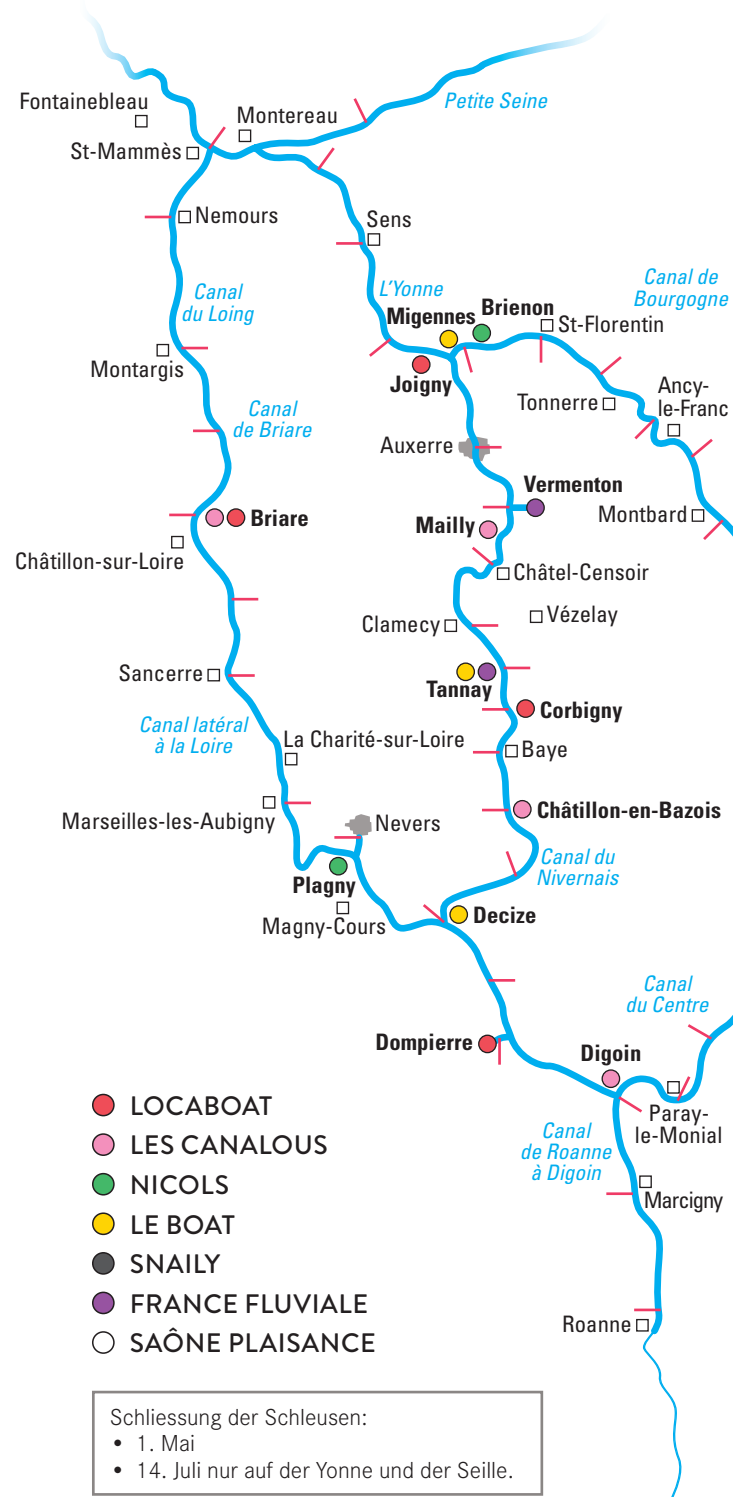 Fontainebleau
Montereau
Petite Seine
St-Mammès
Nemours
Sens
Canal
du Loing
L'Yonne
Migennes
Brienon
Canal de
Bourgogne
St-Florentin
Montargis
Joigny
Tonnerre
Ancy-
le-Franc
Canal
de Briare
Auxerre
Vermenton
Montbard
Briare
Mailly
Châtillon-sur-Loire
Châtel-Censoir
Clamecy
Vézelay
Sancerre
Tannay
Corbigny
Canal latéral
à la Loire
La Charité-sur-Loire
Baye
Marseilles-les-Aubigny
Nevers
Châtillon-en-Bazois
Canal du
Nivernais
Plagny
Magny-Cours
Decize
Canal
du Centre
Dompierre
Digoin
Paray-
le-Monial
Canal
de Roanne
à Digoin
Marcigny
Roanne
LOCABOAT
LES CANALOUS
NICOLS
LE BOAT
SNAILY
FRANCE FLUVIALE
SAÔNE PLAISANCE
Schliessung der Schleusen:
• 1. Mai
• 14. Juli nur auf der Yonne und der Seille.